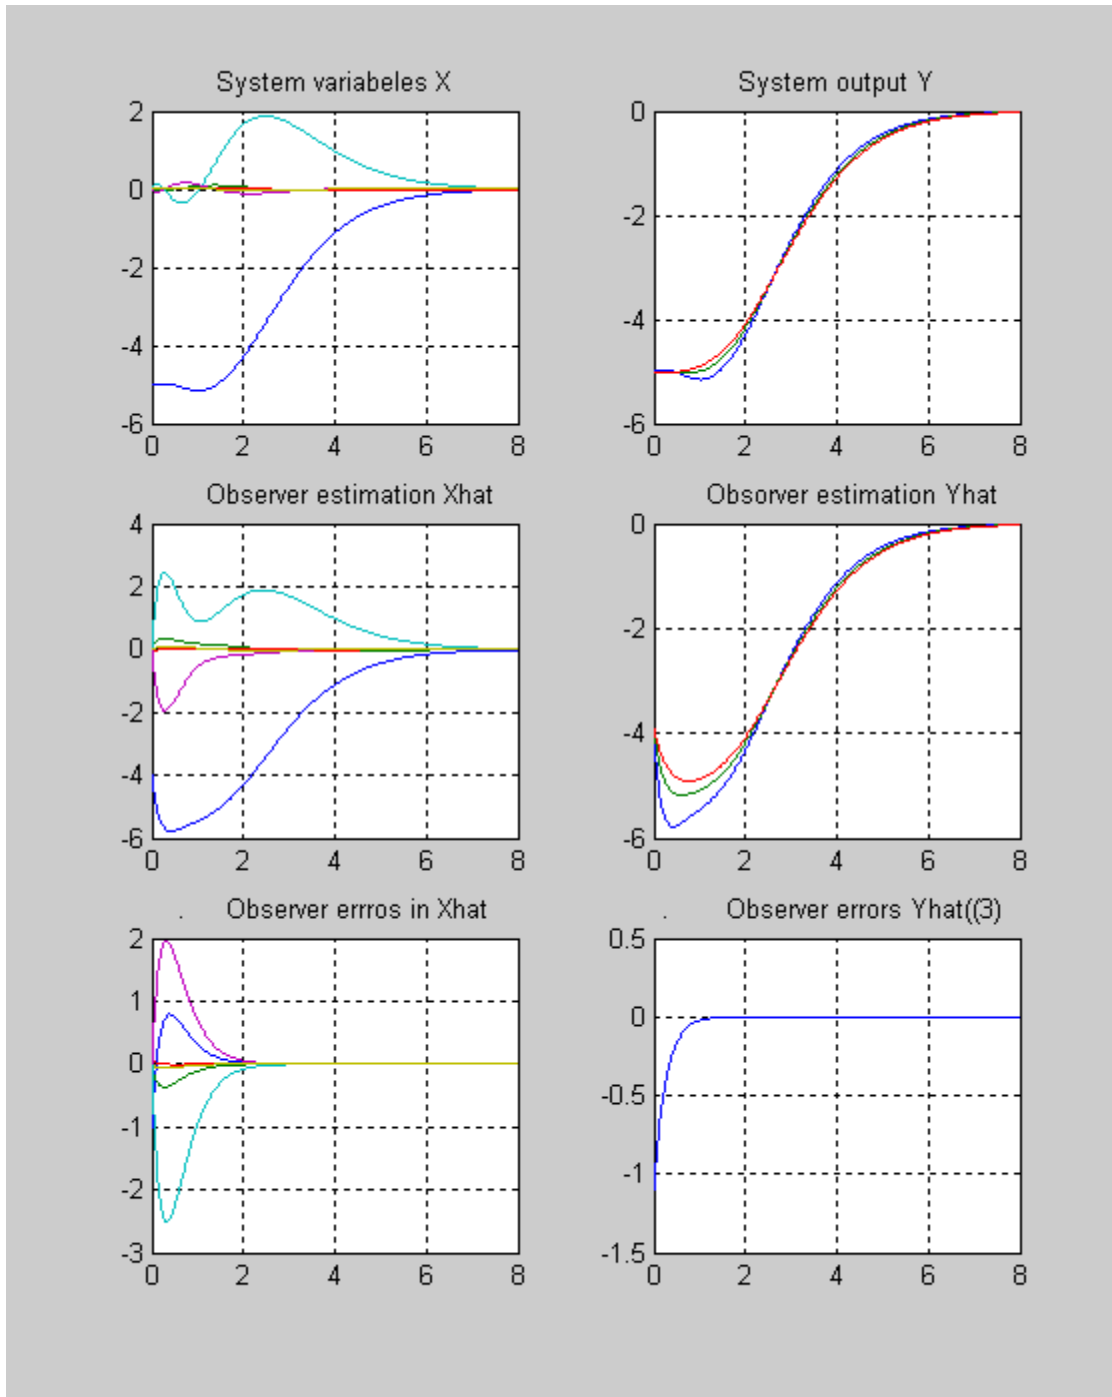 System variabeles X
System output Y
2
0
-2
-4
-6
0 2 4 6 8
0
-2
-4
-6
0 2 4 6 8
Observer estimation Xhat
Obsorver estimation Yhat
4
2
0
-2
-4
-6
0 2 4 6 8
0
-2
-4
-6
0 2 4 6 8
. Observer errros in Xhat
. Observer errors Yhat((3)
2
1
0
-1
-2
-3
0 2 4 6 8
0.5
0
-0.5
-1
-1.5
0 2 4 6 8